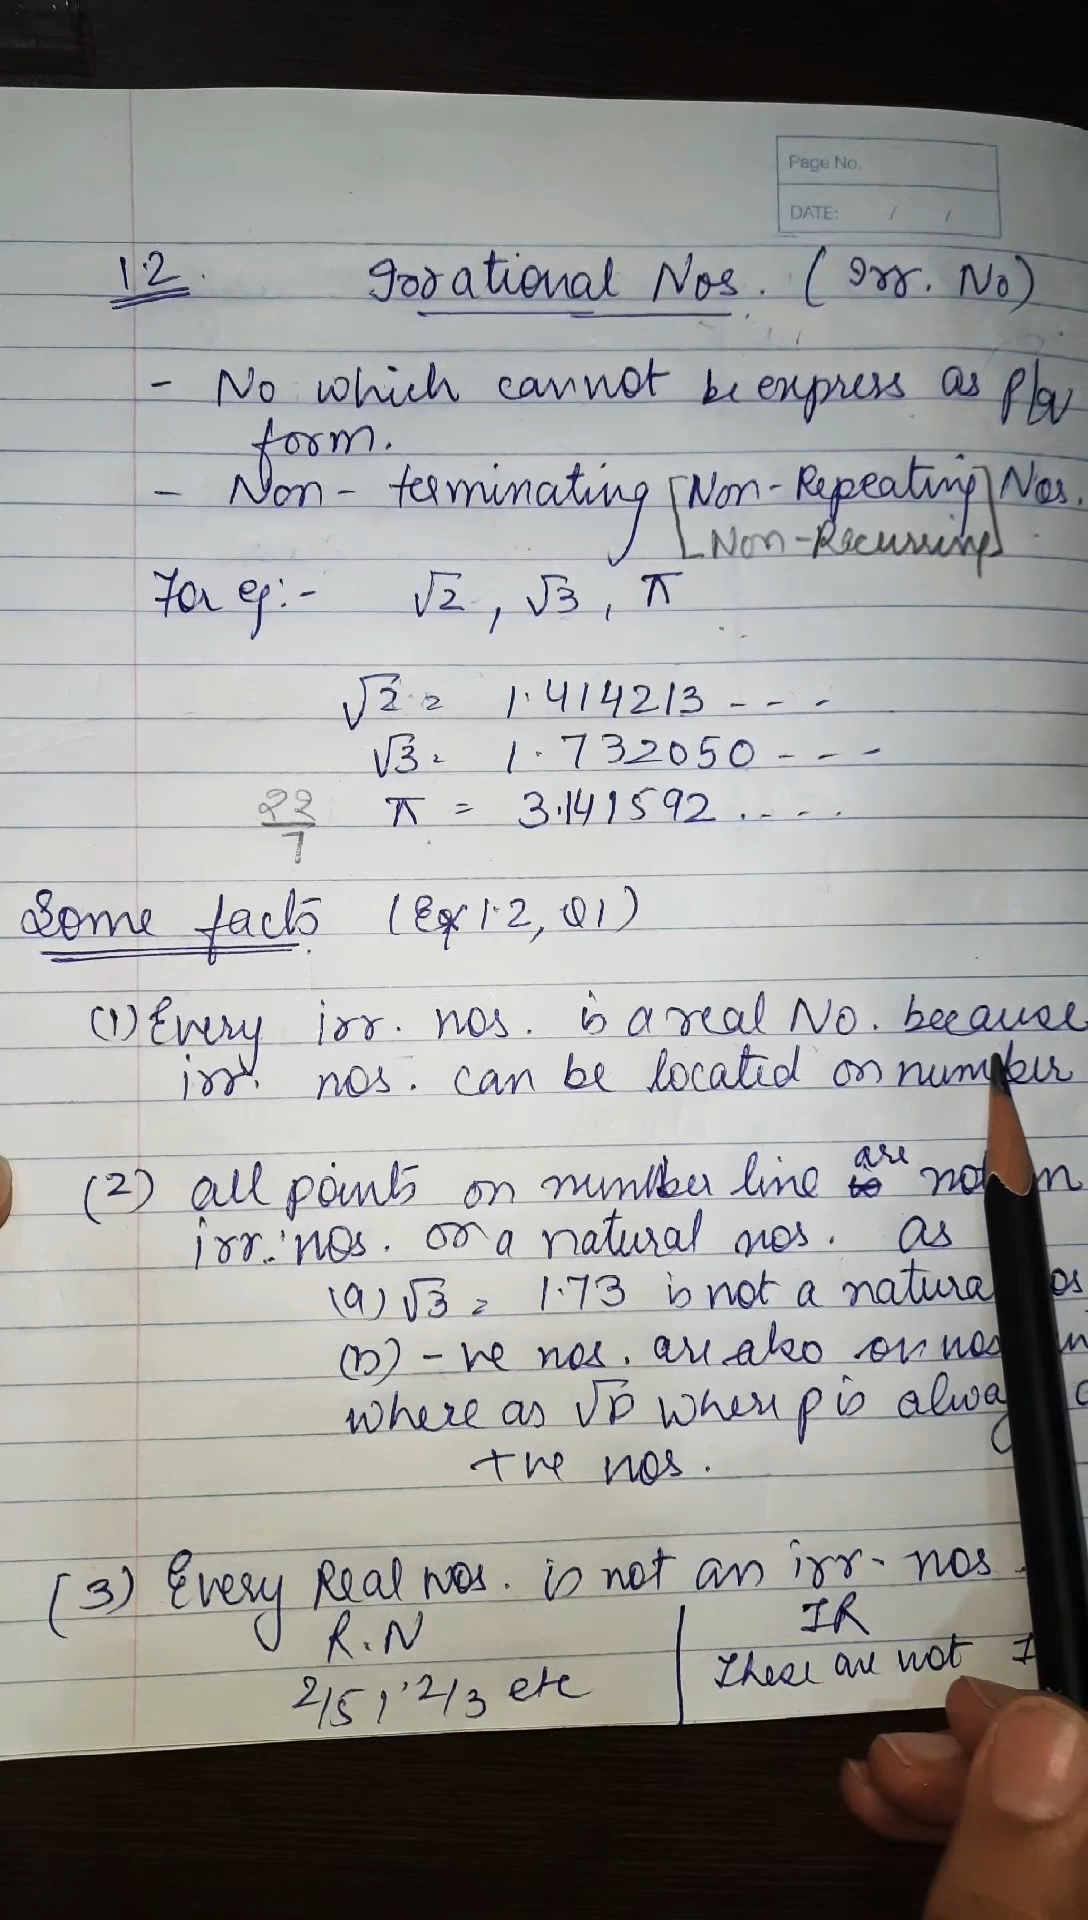 Page No.
DATE: / /
1.2. Irrational Nos. ( Irr. No)
- No which cannot be express as p/q
form.
- Non-terminating [Non-Repeating] Nos.
[Non-Recurring]
For eg:- √2, √3, π
√2 = 1.414213 - - -
√3 = 1.732050 - - -
22/7 π = 3.141592 . - - .
Some facts (Ex 1.2, Q1)
(1) Every irr. nos. is a real No. because
irr. nos. can be located on number
(2) all points on number line are not
irr. nos. or a natural nos. as
(a) √3 = 1.73 is not a natura os
(b) -ve nos. are also on nos
where as √p where p is alwa
+ve nos.
(3) Every Real nos. is not an irr- nos
R.N | IR
2/5, 2/3 etc | These are not I